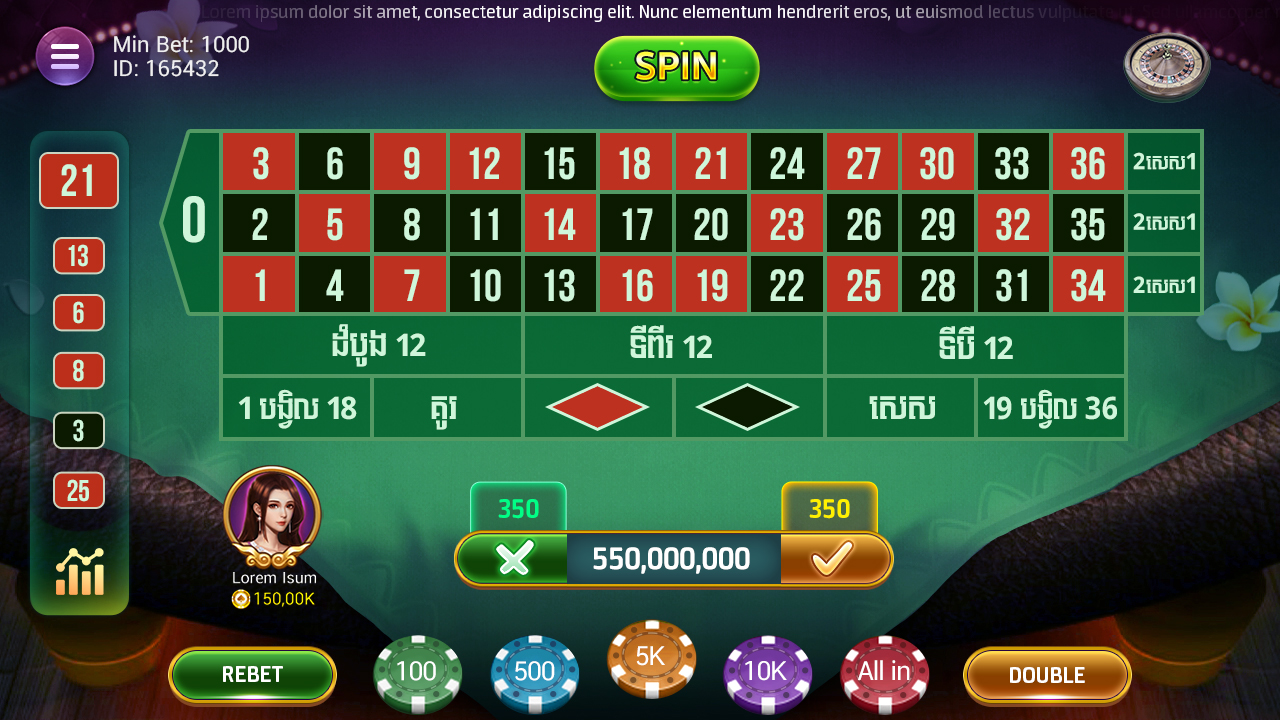 Lorem ipsum dolor sit amet, consectetur adipiscing elit. Nunc elementum hendrerit eros, ut euismod lectus
Min Bet: 1000
ID: 165432
SPIN
21
13
6
8
3
25
0
3 6 9 12 15 18 21 24 27 30 33 36 2សេស1
2 5 8 11 14 17 20 23 26 29 32 35 2សេស1
1 4 7 10 13 16 19 22 25 28 31 34 2សេស1
ដំបូង 12 ទីពីរ 12 ទីបី 12
1 បង្វិល 18 គូរ សេស 19 បង្វិល 36
350 350
550,000,000
Lorem Isum
150,00K
REBET 100 500 5K 10K All in DOUBLE